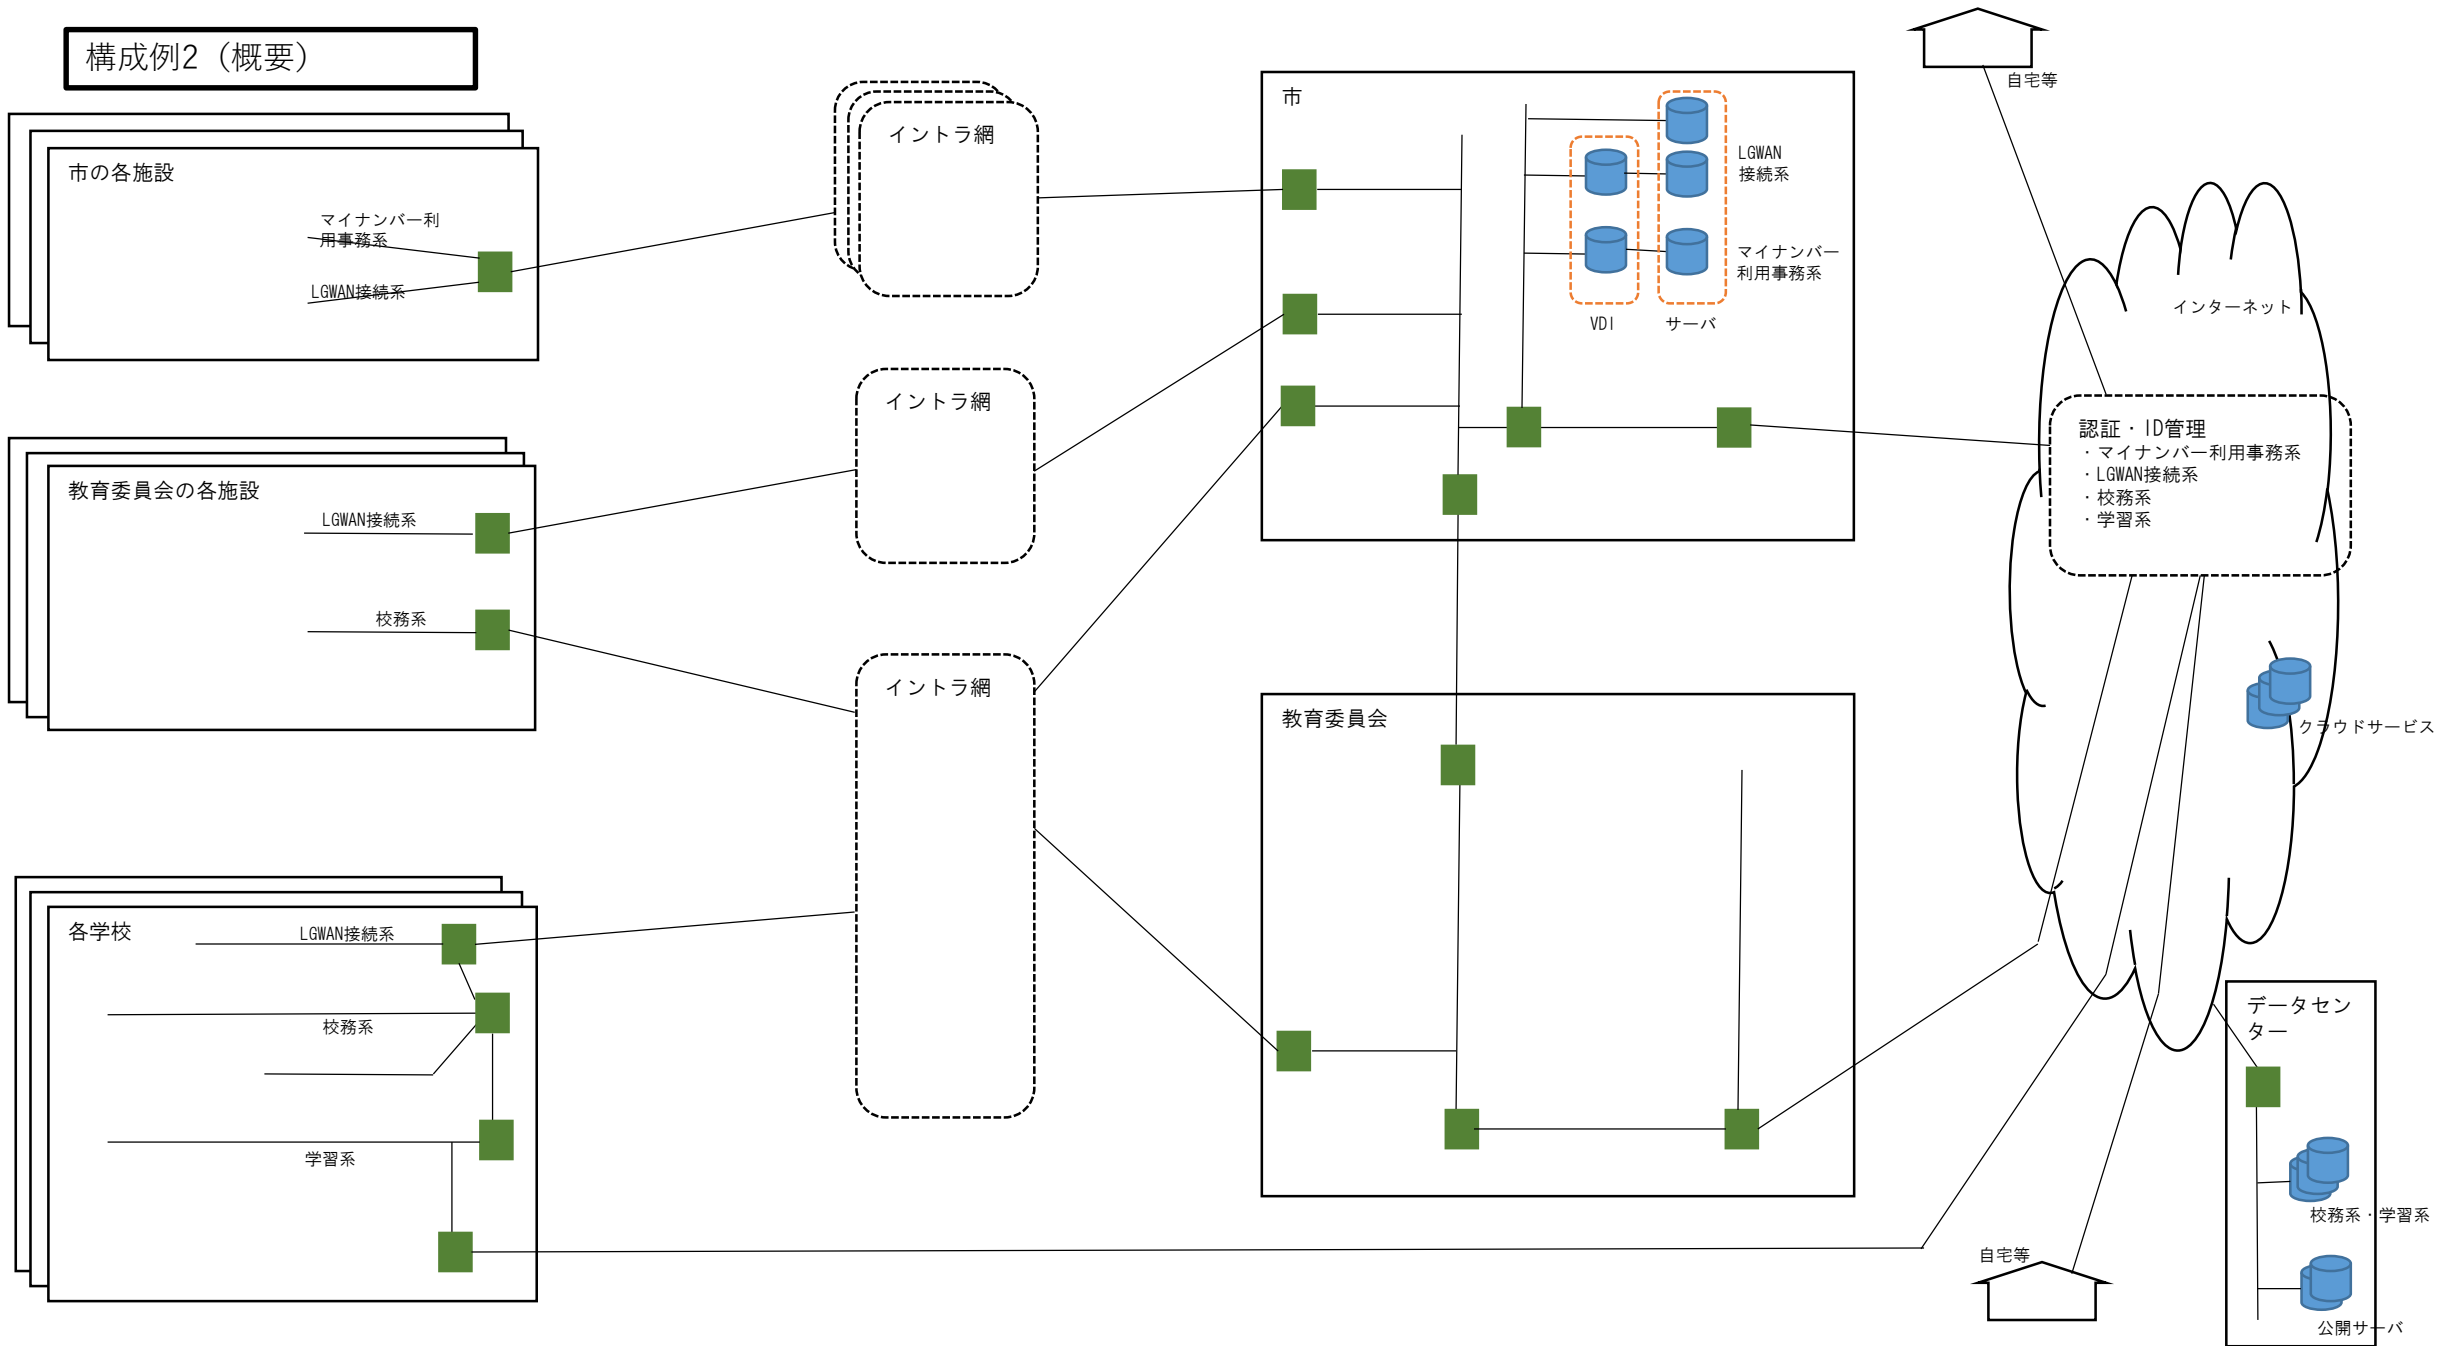 構成例2（概要）
市の各施設
マイナンバー利
用事務系
LGWAN接続系
教育委員会の各施設
LGWAN接続系
校務系
各学校
LGWAN接続系
校務系
学習系
イントラ網
イントラ網
イントラ網
市
LGWAN
接続系
マイナンバー
利用事務系
VDI
サーバ
教育委員会
自宅等
インターネット
認証・ID管理
・マイナンバー利用事務系
・LGWAN接続系
・校務系
・学習系
クラウドサービス
データセン
ター
校務系・学習系
公開サーバ
自宅等